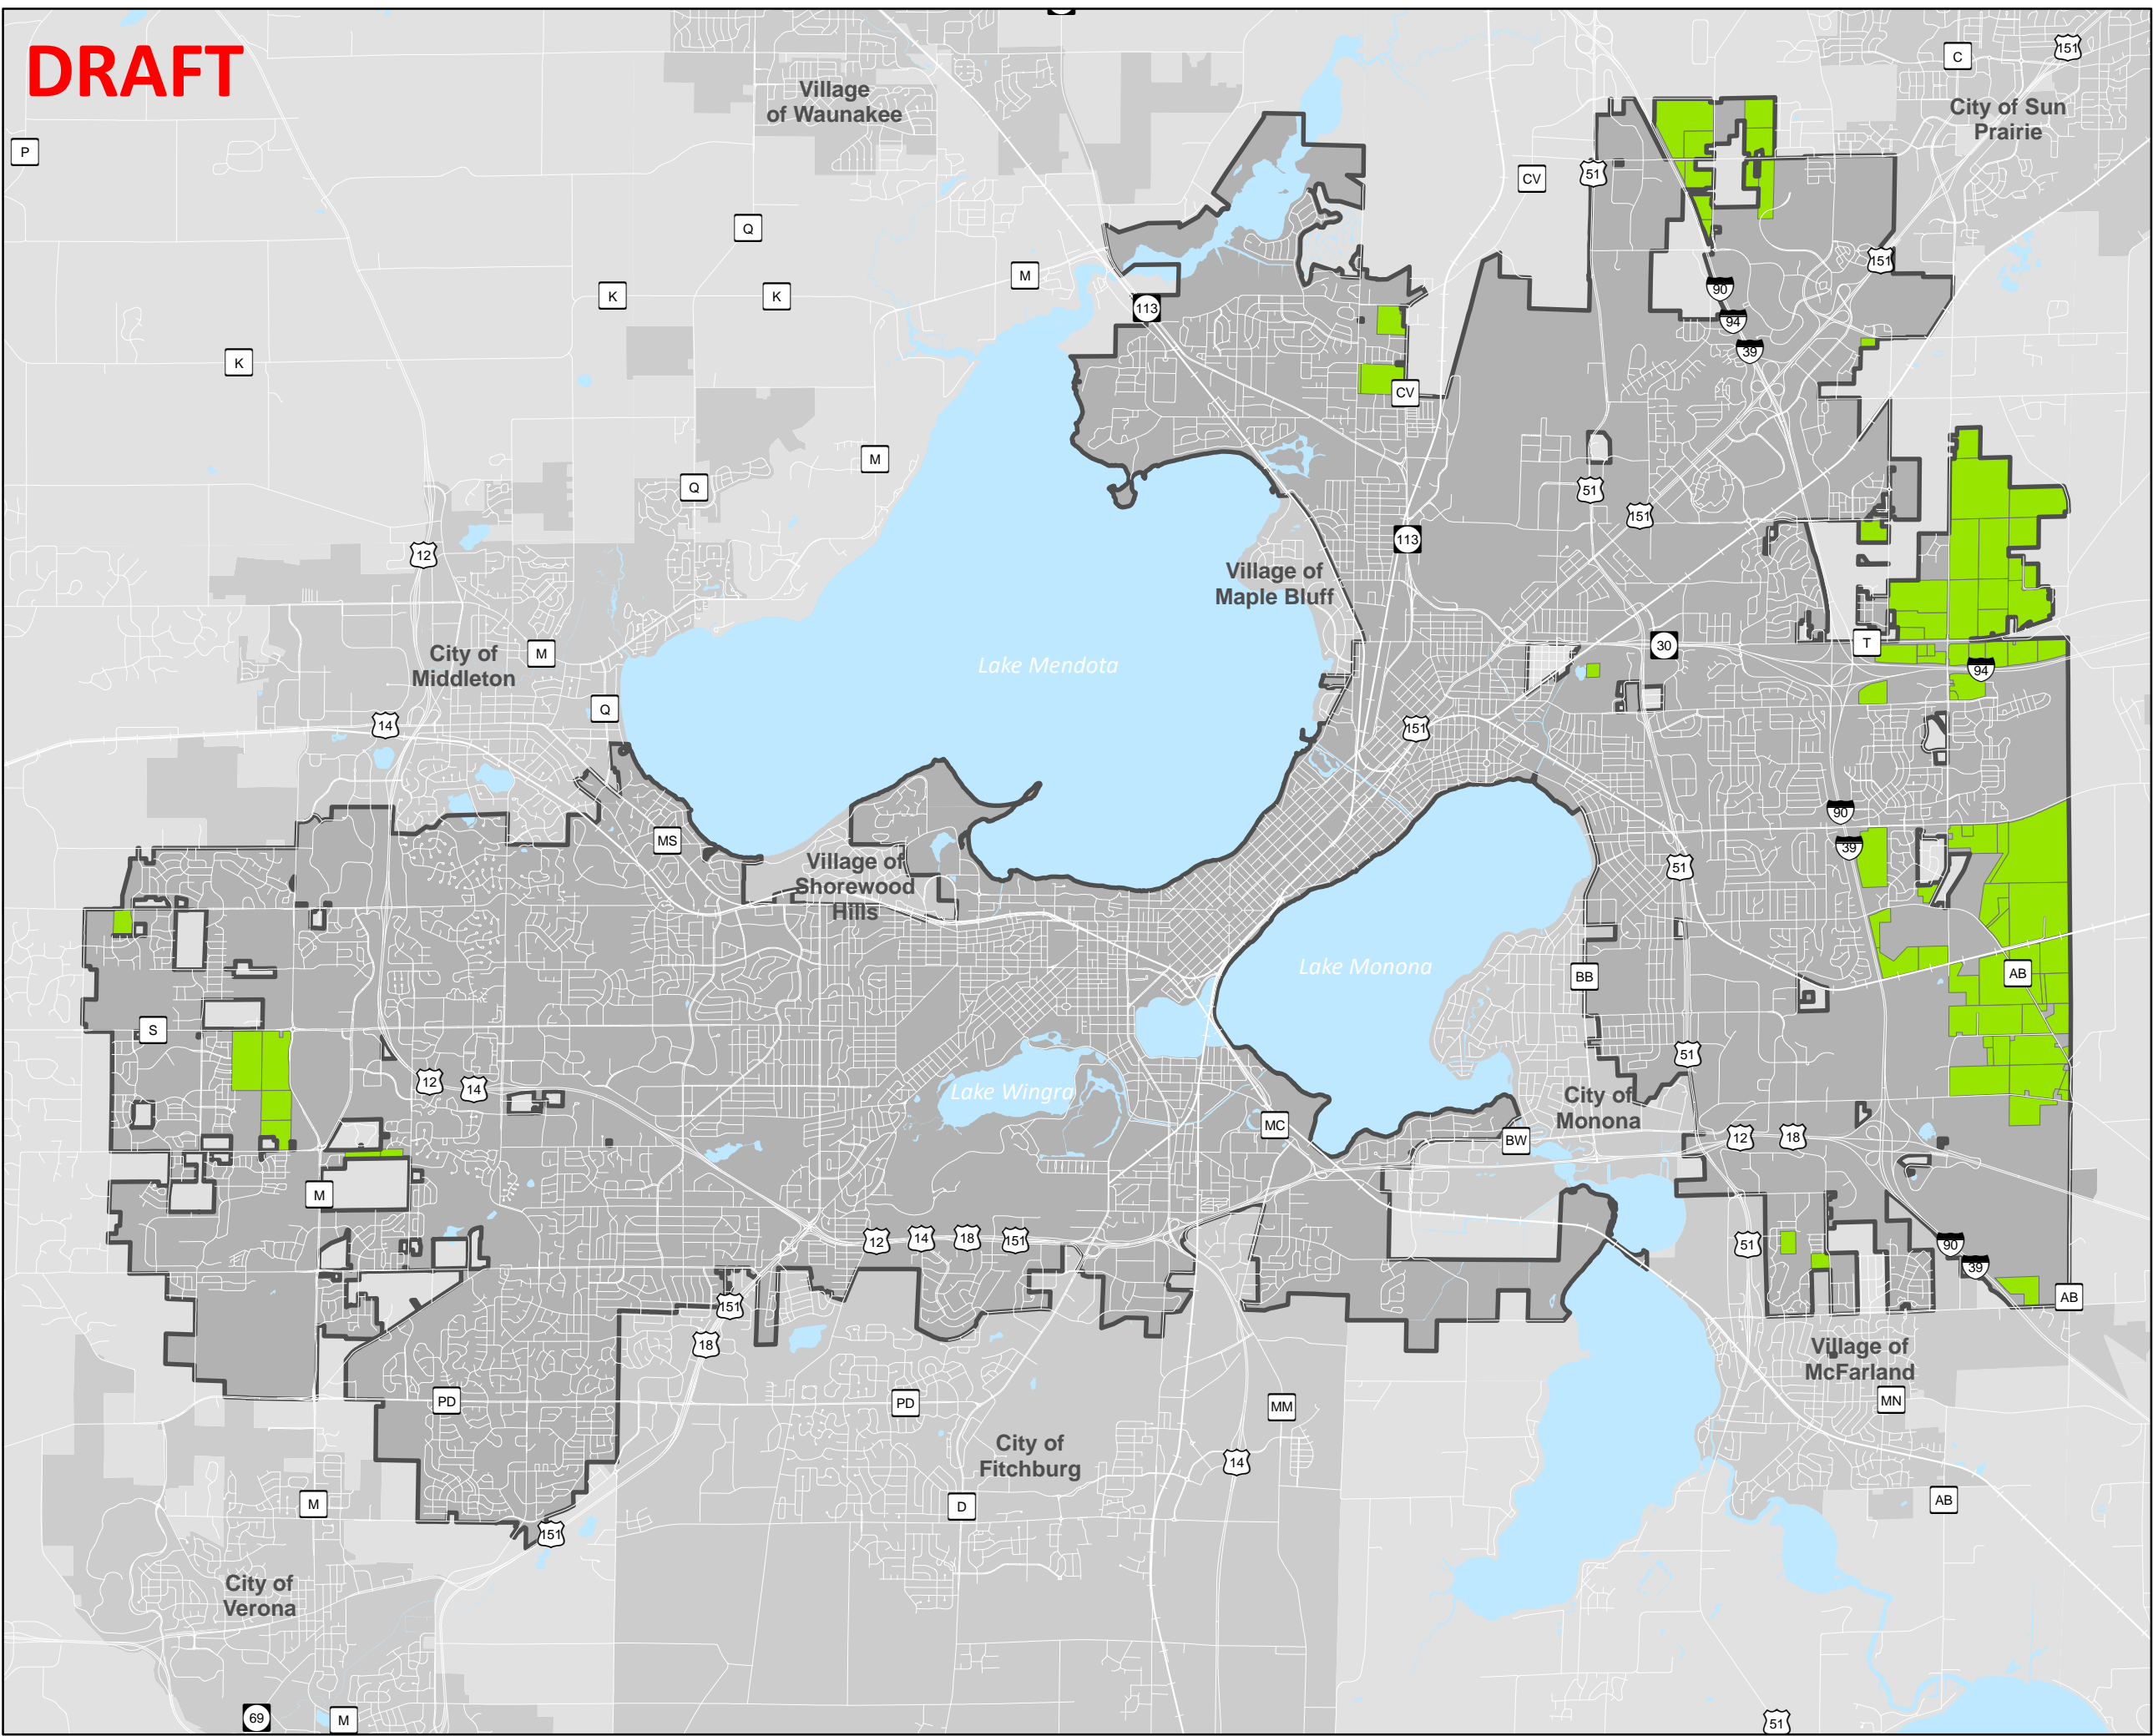 DRAFT
151
C
Village
of Waunakee
City of Sun
Prairie
P
CV
51
Q
M
151
K
K
90
113
94
39
K
CV
M
Q
51
151
12
113
Village of
Maple Bluff
City of
Middleton
M
Lake Mendota
30
T
94
Q
14
151
90
MS
39
Village of
Shorewood
Hills
51
Lake Monona
BB
AB
S
51
12
14
Lake Wingra
City of
Monona
MC
BW
12
18
M
12
14
18
151
51
90
39
AB
151
18
Village of
McFarland
PD
PD
MM
MN
City of
Fitchburg
14
M
D
AB
151
City of
Verona
69
M
51